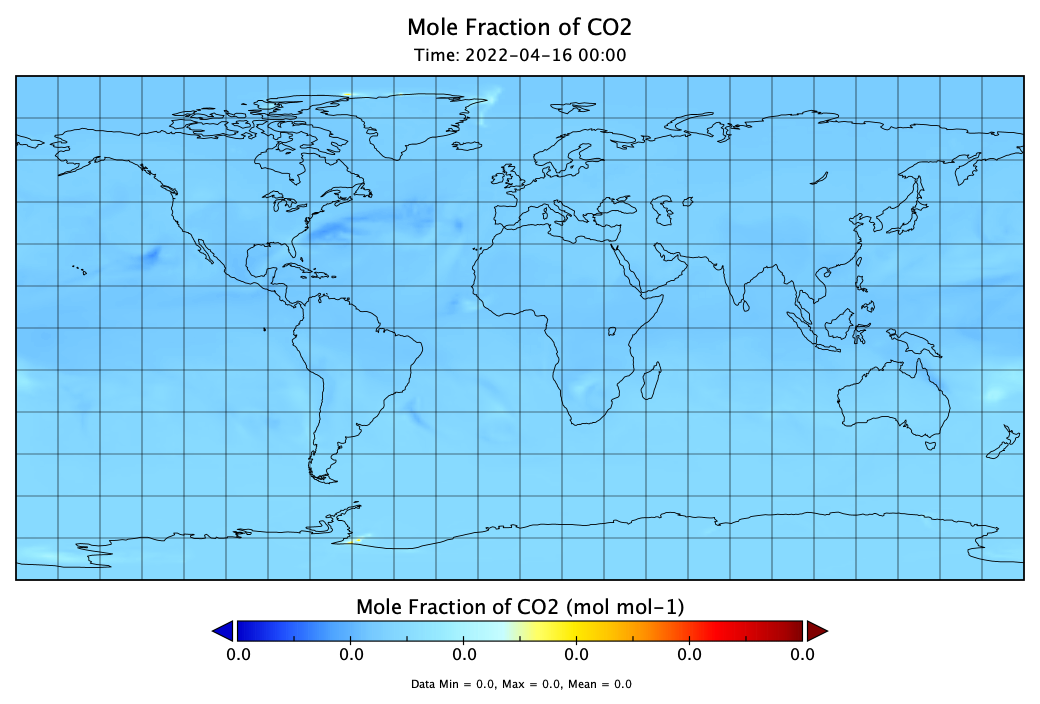 Mole Fraction of CO2
Time: 2022-04-16 00:00
Mole Fraction of CO2 (mol mol-1)
0.0 0.0 0.0 0.0 0.0 0.0
Data Min = 0.0, Max = 0.0, Mean = 0.0